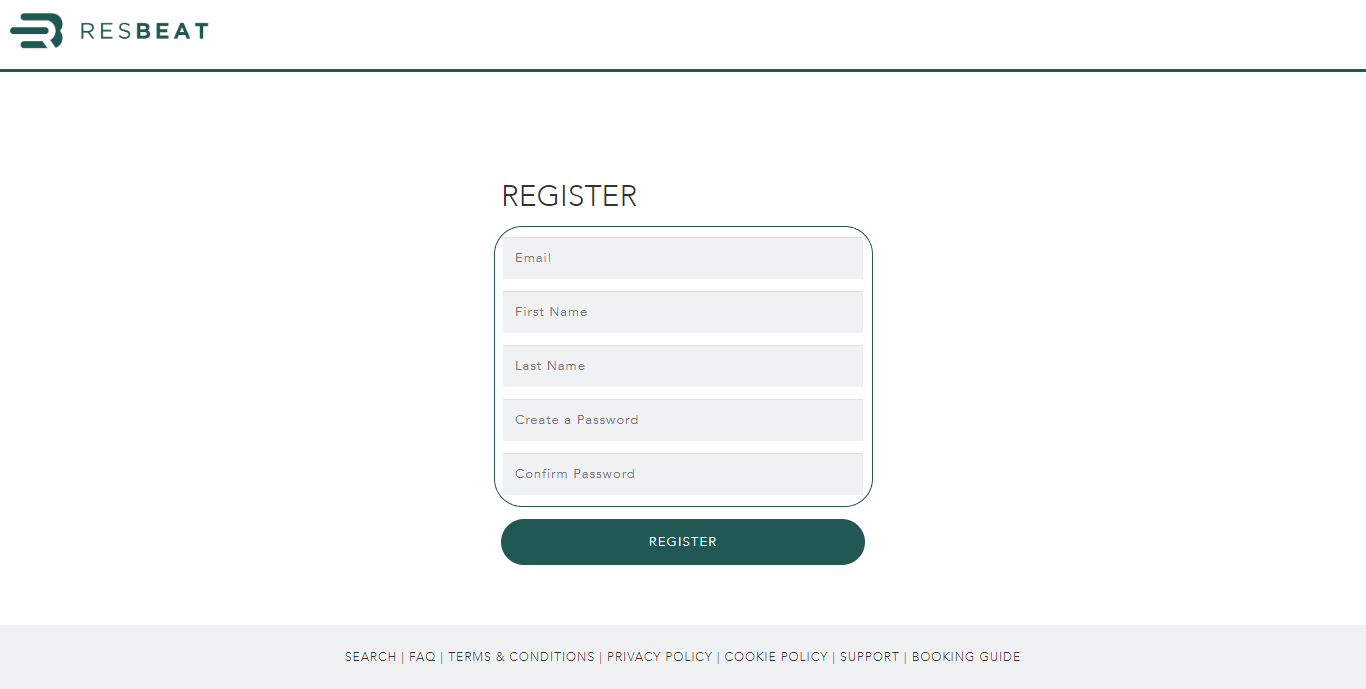 RESBEAT
REGISTER
Email
First Name
Last Name
Create a Password
Confirm Password
REGISTER
SEARCH | FAQ | TERMS & CONDITIONS | PRIVACY POLICY | COOKIE POLICY | SUPPORT | BOOKING GUIDE